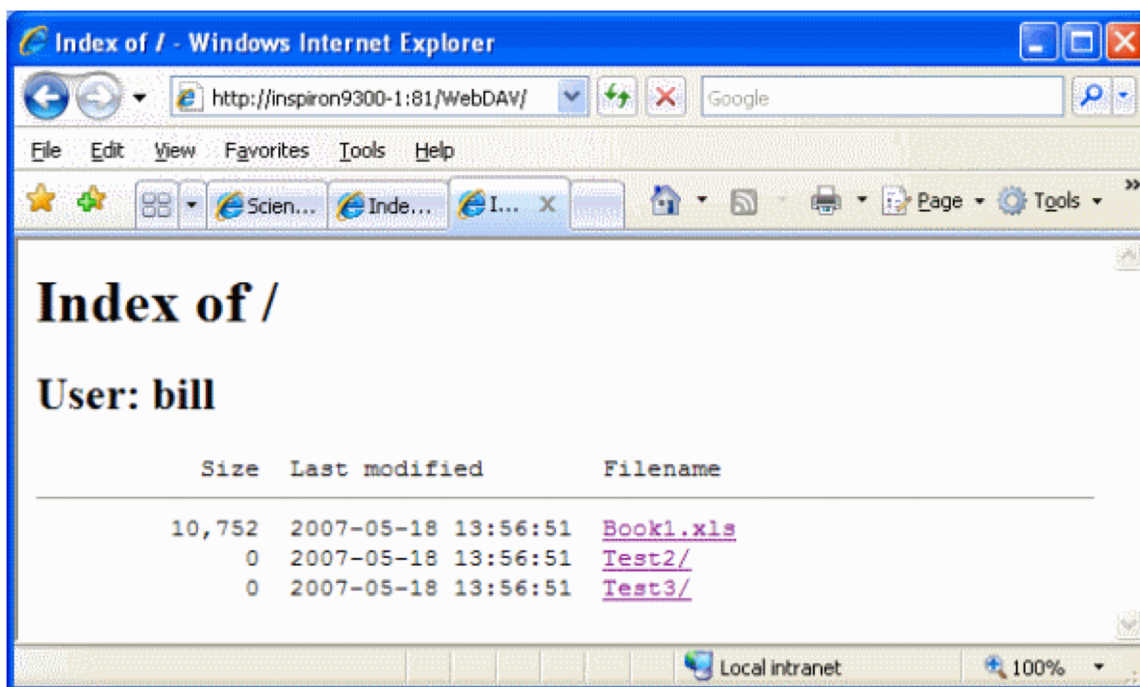 Index of / - Windows Internet Explorer
http://inspiron9300-1:81/WebDAV/ Google
File Edit View Favorites Tools Help
Scien... Inde... I... X Page Tools »
Index of /
User: bill
Size Last modified Filename
10,752 2007-05-18 13:56:51 Book1.xls
0 2007-05-18 13:56:51 Test2/
0 2007-05-18 13:56:51 Test3/
Local intranet 100%